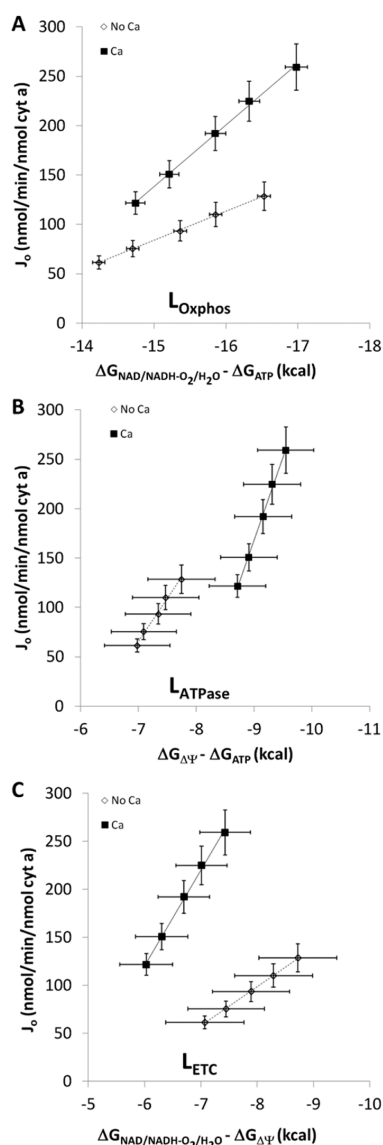 A
No Ca
Ca
300
250
200
150
100
50
0
Jo (nmol/min/nmol cyt a)
LOxphos
-14 -15 -16 -17 -18
ΔGNAD/NADH-O2/H2O - ΔGATP (kcal)
B
No Ca
Ca
300
250
200
150
100
50
0
Jo (nmol/min/nmol cyt a)
LATPase
-6 -7 -8 -9 -10 -11
ΔGΔΨ - ΔGATP (kcal)
C
No Ca
Ca
300
250
200
150
100
50
0
Jo (nmol/min/nmol cyt a)
LETC
-5 -6 -7 -8 -9 -10
ΔGNAD/NADH-O2/H2O - ΔGΔΨ (kcal)